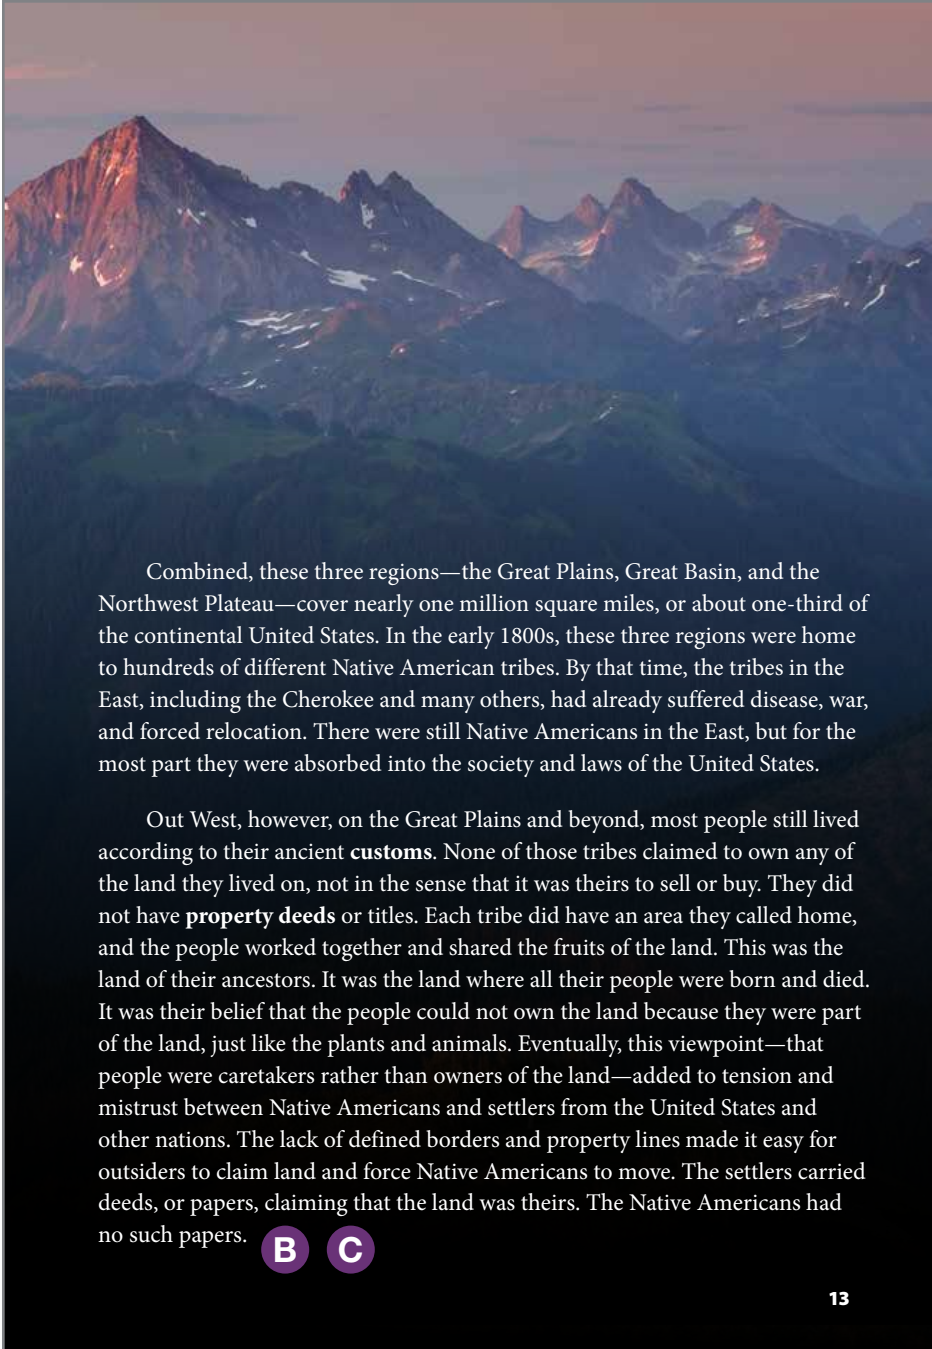 Combined, these three regions—the Great Plains, Great Basin, and the
Northwest Plateau—cover nearly one million square miles, or about one-third of
the continental United States. In the early 1800s, these three regions were home
to hundreds of different Native American tribes. By that time, the tribes in the
East, including the Cherokee and many others, had already suffered disease, war,
and forced relocation. There were still Native Americans in the East, but for the
most part they were absorbed into the society and laws of the United States.
Out West, however, on the Great Plains and beyond, most people still lived
according to their ancient customs. None of those tribes claimed to own any of
the land they lived on, not in the sense that it was theirs to sell or buy. They did
not have property deeds or titles. Each tribe did have an area they called home,
and the people worked together and shared the fruits of the land. This was the
land of their ancestors. It was the land where all their people were born and died.
It was their belief that the people could not own the land because they were part
of the land, just like the plants and animals. Eventually, this viewpoint—that
people were caretakers rather than owners of the land—added to tension and
mistrust between Native Americans and settlers from the United States and
other nations. The lack of defined borders and property lines made it easy for
outsiders to claim land and force Native Americans to move. The settlers carried
deeds, or papers, claiming that the land was theirs. The Native Americans had
no such papers. B C
13